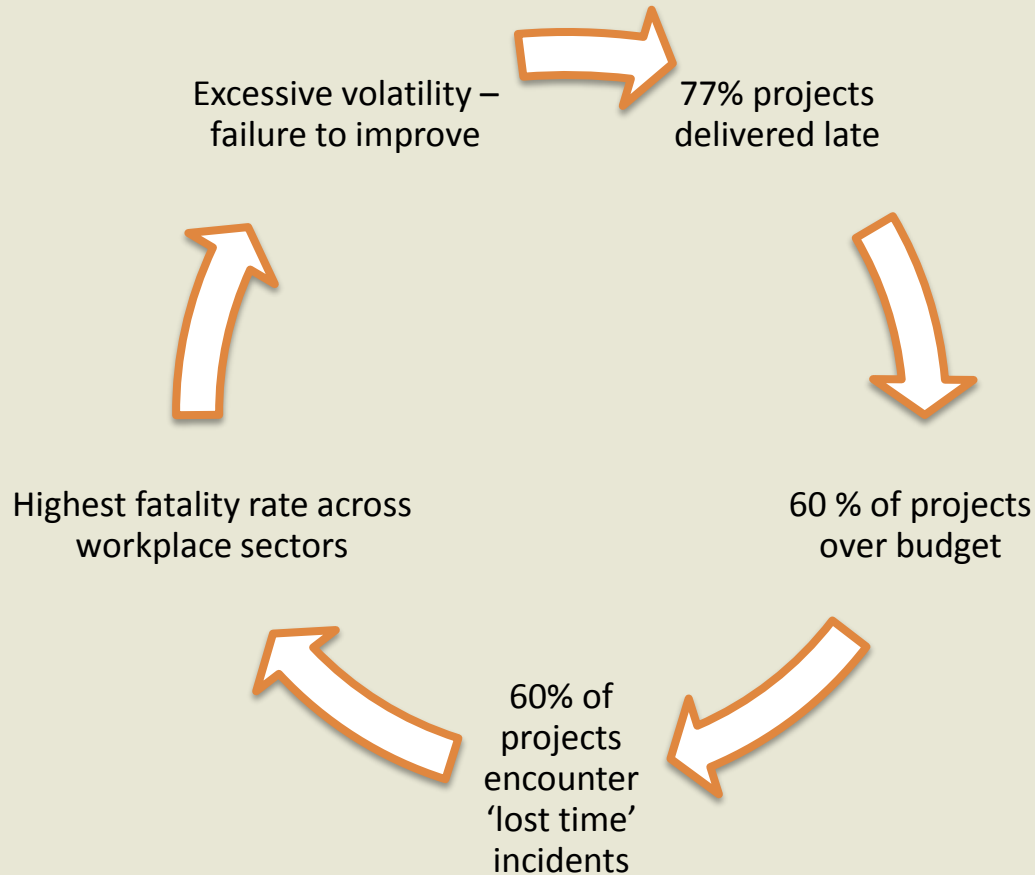 Excessive volatility –
failure to improve
77% projects
delivered late
60 % of projects
over budget
60% of
projects
encounter
‘lost time’
incidents
Highest fatality rate across
workplace sectors